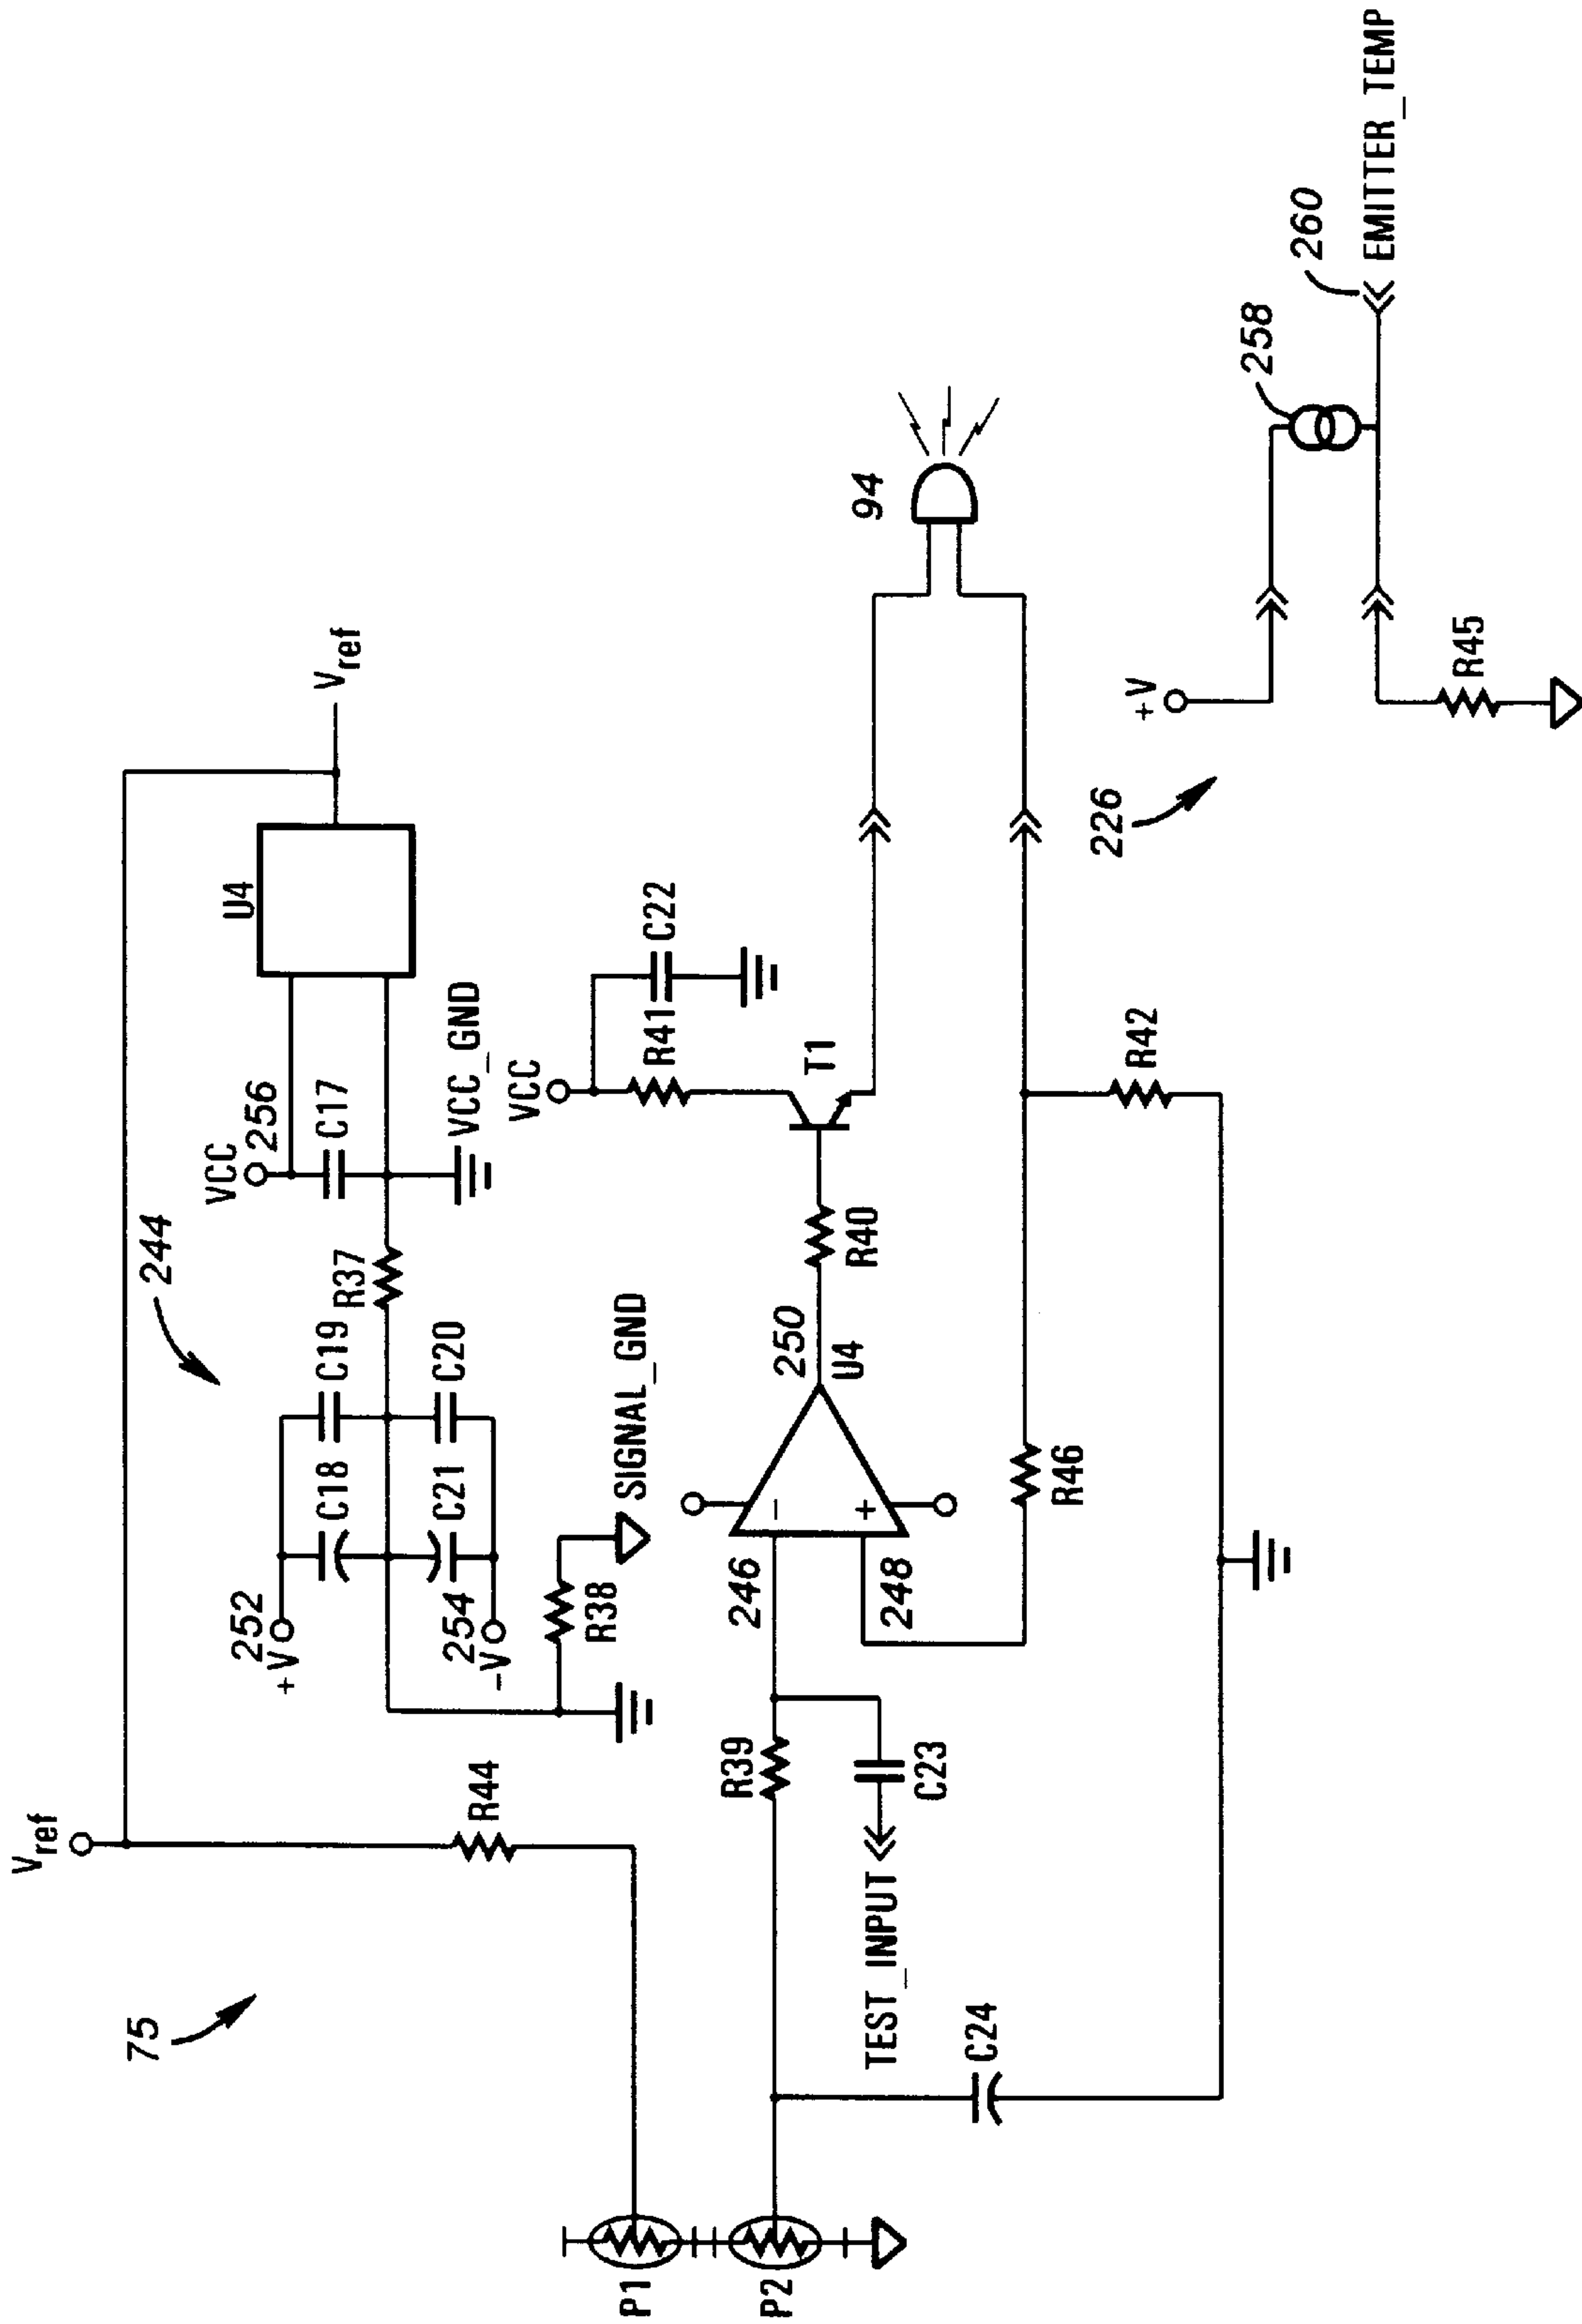 75
Vref
R44
244
252
+V
C18
C19
C21
C20
254
-V
R37
VCC
256
C17
VCC_GND
U4
Vref
R38
SIGNAL_GND
P1
P2
R39
TEST_INPUT
C23
C24
246
-
248
+
250
U4
R40
R46
VCC
R41
C22
T1
R42
94
226
+V
R45
258
260
EMITTER_TEMP